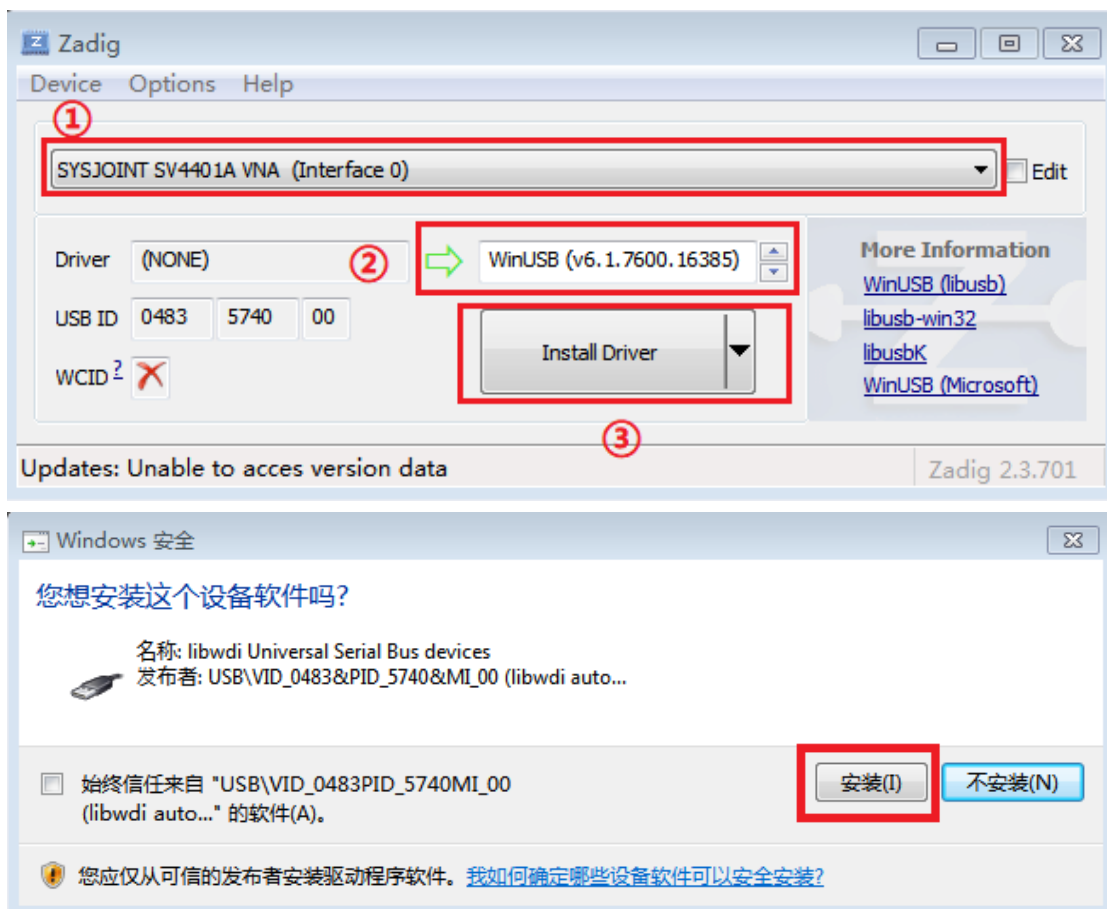 Zadig
Device Options Help
①
SYSJOINT SV4401A VNA (Interface 0)
Edit
Driver (NONE) ② WinUSB (v6.1.7600.16385)
USB ID 0483 5740 00
WCID ?
Install Driver
③
More Information
WinUSB (libusb)
libusb-win32
libusbK
WinUSB (Microsoft)
Updates: Unable to acces version data
Zadig 2.3.701
Windows 安全
您想安装这个设备软件吗?
名称: libwdi Universal Serial Bus devices
发布者: USB\VID_0483&PID_5740&MI_00 (libwdi auto...
始终信任来自 "USB\VID_0483PID_5740MI_00
(libwdi auto..." 的软件(A)。
安装(I)
不安装(N)
您应仅从可信的发布者安装驱动程序软件。我如何确定哪些设备软件可以安全安装?